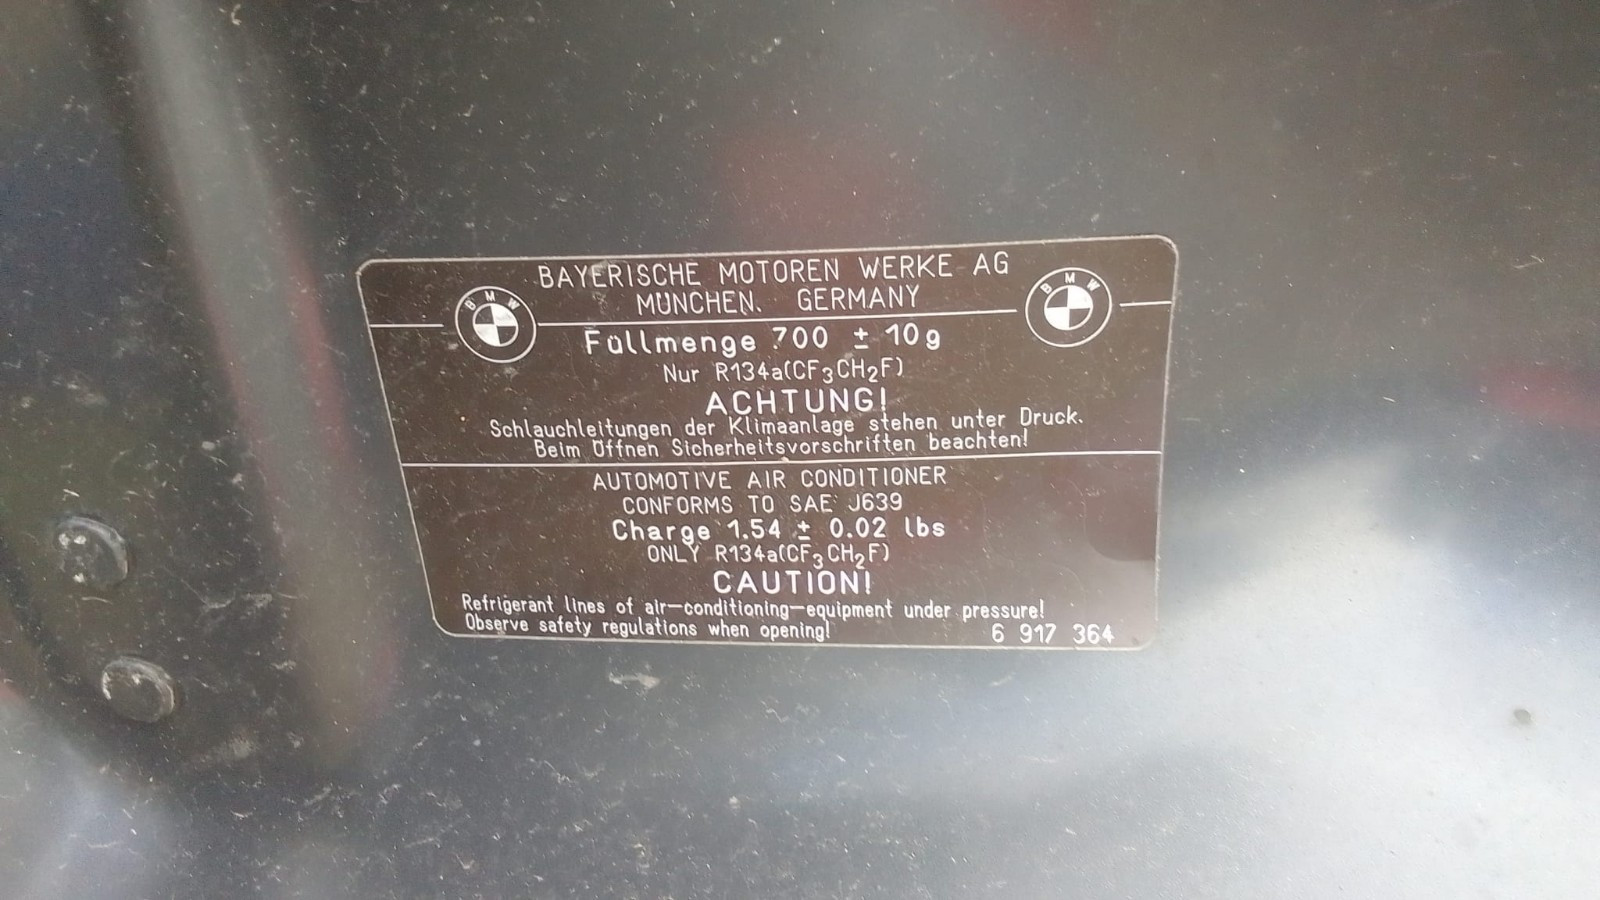 BAYERISCHE MOTOREN WERKE AG
MÜNCHEN. GERMANY
BMW
BMW
Füllmenge 700 ± 10g
Nur R134a(CF₃CH₂F)
ACHTUNG!
Schlauchleitungen der Klimaanlage stehen unter Druck.
Beim Öffnen Sicherheitsvorschriften beachten!
AUTOMOTIVE AIR CONDITIONER
CONFORMS TO SAE J639
Charge 1.54 ± 0.02 lbs
ONLY R134a(CF₃CH₂F)
CAUTION!
Refrigerant lines of air-conditioning-equipment under pressure!
Observe safety regulations when opening!
6 917 364